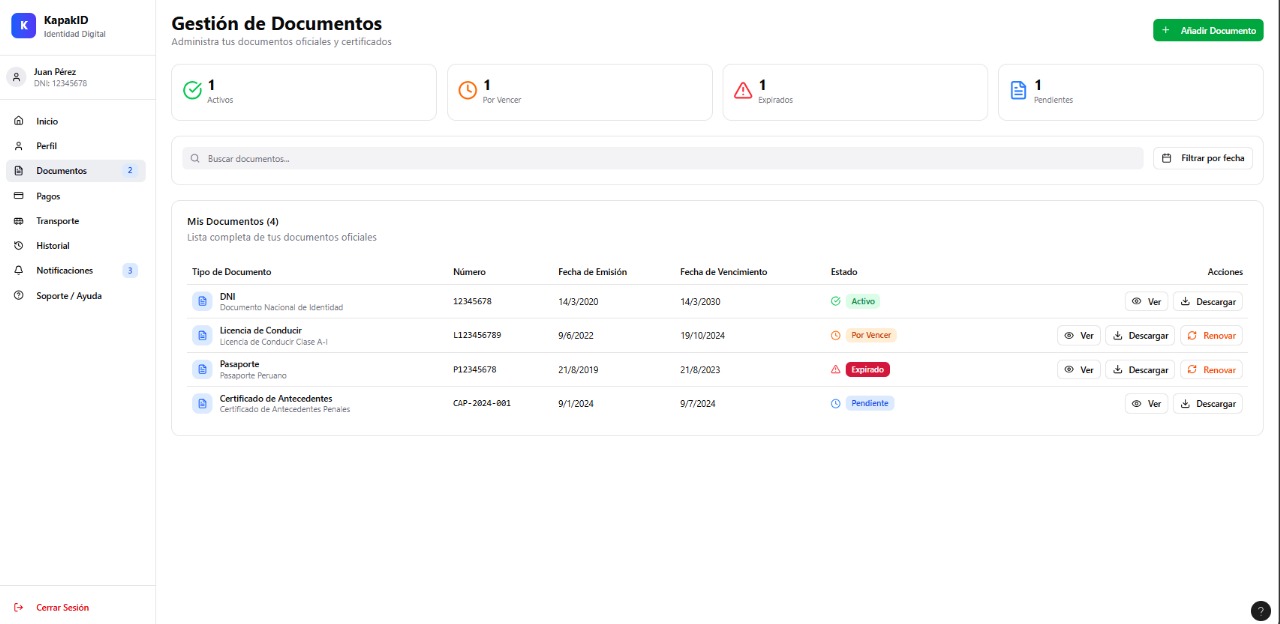 K
KapakID
Identidad Digital
Juan Pérez
DNI: 12345678
Inicio
Perfil
Documentos 2
Pagos
Transporte
Historial
Notificaciones 3
Soporte / Ayuda
Cerrar Sesión
Gestión de Documentos
Administra tus documentos oficiales y certificados
+ Añadir Documento
1
Activos
1
Por Vencer
1
Expirados
1
Pendientes
Buscar documentos...
Filtrar por fecha
Mis Documentos (4)
Lista completa de tus documentos oficiales
Tipo de Documento Número Fecha de Emisión Fecha de Vencimiento Estado Acciones
DNI
Documento Nacional de Identidad
12345678 14/3/2020 14/3/2030 Activo Ver Descargar
Licencia de Conducir
Licencia de Conducir Clase A-I
L123456789 9/6/2022 19/10/2024 Por Vencer Ver Descargar Renovar
Pasaporte
Pasaporte Peruano
P12345678 21/8/2019 21/8/2023 Expirado Ver Descargar Renovar
Certificado de Antecedentes
Certificado de Antecedentes Penales
CAP-2024-001 9/1/2024 9/7/2024 Pendiente Ver Descargar
?